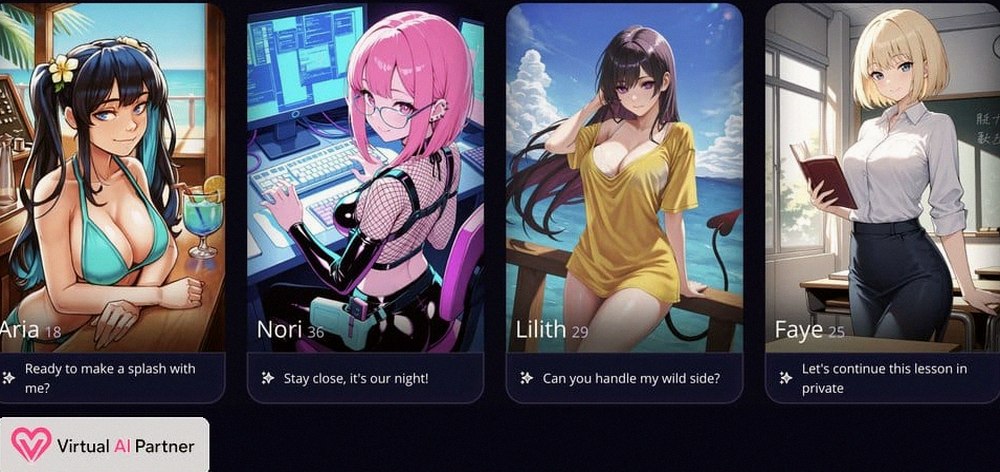 Aria 18
Ready to make a splash with
me?
Nori 36
Stay close, it's our night!
Lilith 29
Can you handle my wild side?
Faye 25
Let's continue this lesson in
private
Virtual AI Partner